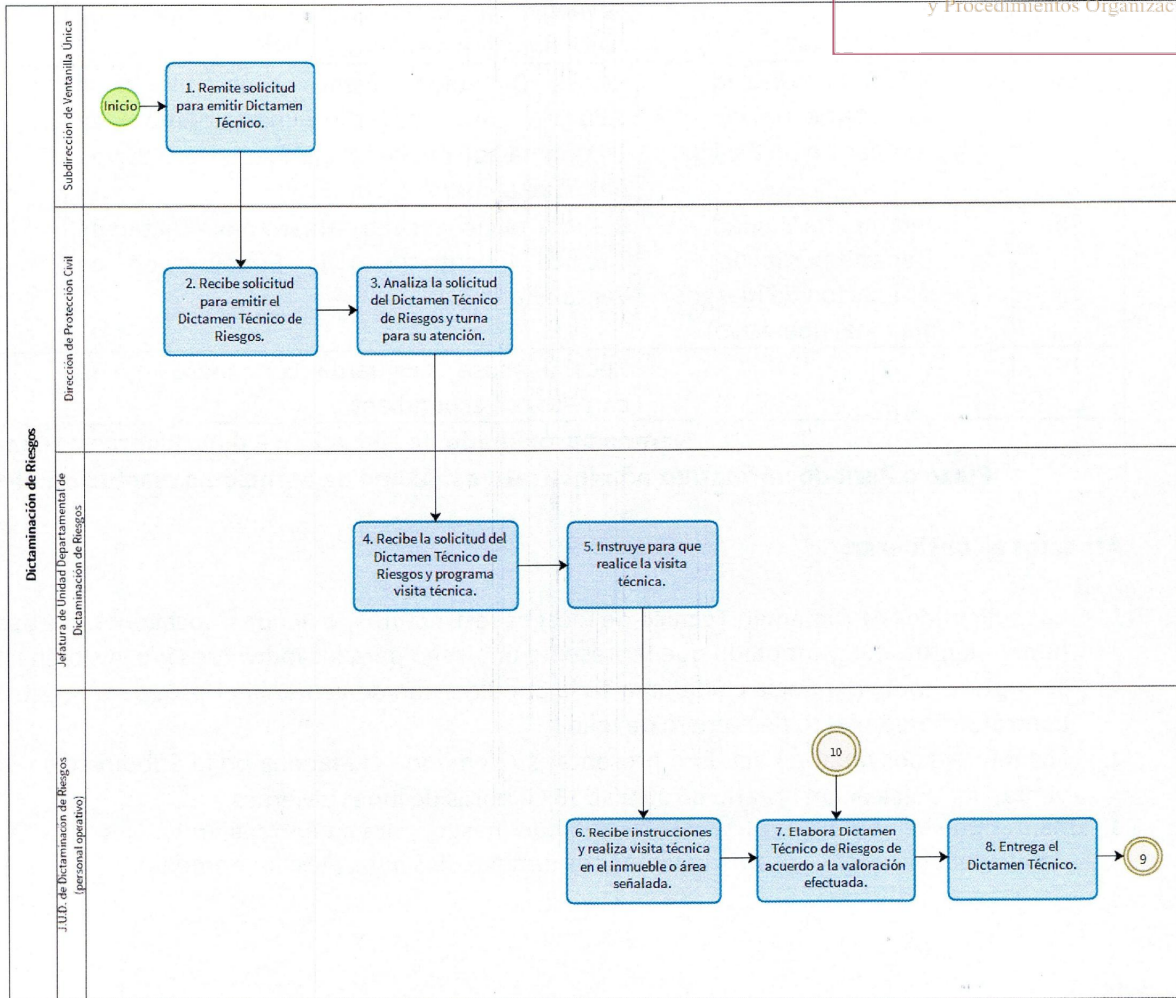 y Procedimientos Organizac
Dictaminación de Riesgos
Subdirección de Ventanilla Única
Inicio
1. Remite solicitud
para emitir Dictamen
Técnico.
Dirección de Protección Civil
2. Recibe solicitud
para emitir el
Dictamen Técnico de
Riesgos.
3. Analiza la solicitud
del Dictamen Técnico
de Riesgos y turna
para su atención.
Jefatura de Unidad Departamental de
Dictaminación de Riesgos
4. Recibe la solicitud del
Dictamen Técnico de
Riesgos y programa
visita técnica.
5. Instruye para que
realice la visita
técnica.
J.U.D. de Dictaminacón de Riesgos
(personal operativo)
6. Recibe instrucciones
y realiza visita técnica
en el inmueble o área
señalada.
10
7. Elabora Dictamen
Técnico de Riesgos de
acuerdo a la valoración
efectuada.
8. Entrega el
Dictamen Técnico.
9